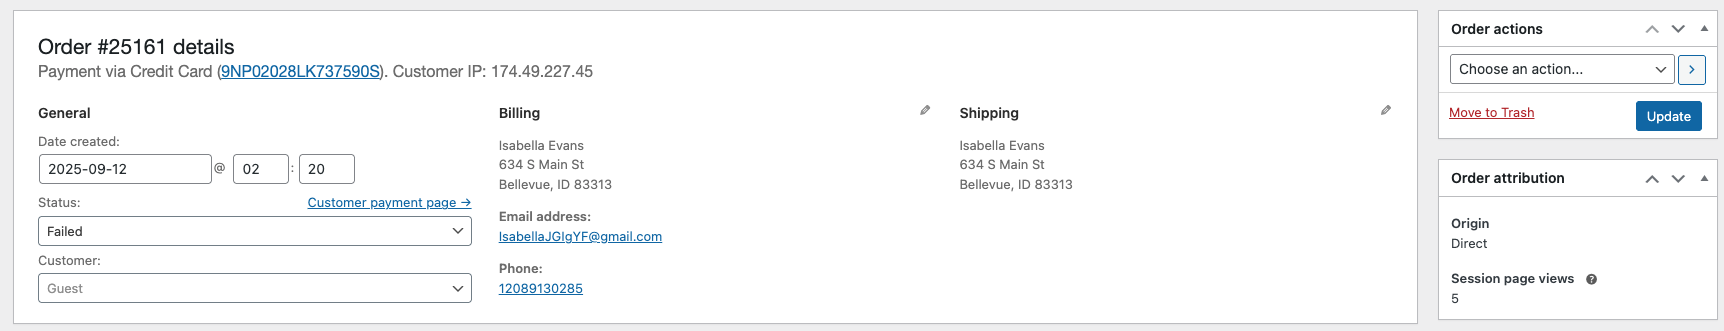 Order #25161 details
Payment via Credit Card (9NP02028LK737590S). Customer IP: 174.49.227.45
General
Date created:
2025-09-12 @ 02 : 20
Status:
Customer payment page →
Failed
Customer:
Guest
Billing
Isabella Evans
634 S Main St
Bellevue, ID 83313
Email address:
IsabellaJGIgYF@gmail.com
Phone:
12089130285
Shipping
Isabella Evans
634 S Main St
Bellevue, ID 83313
Order actions
Choose an action...
Move to Trash
Update
Order attribution
Origin
Direct
Session page views ?
5